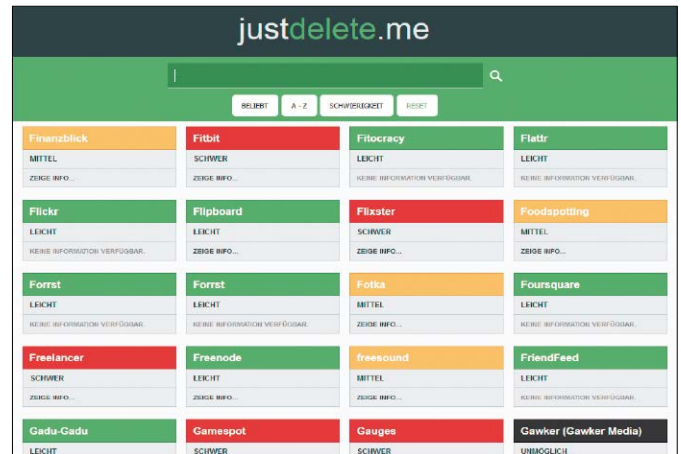 justdelete.me
BELIEBT A - Z SCHWIERIGKEIT RESET
Finanzblick Fitbit Fitocracy Flattr
MITTEL SCHWER LEICHT LEICHT
ZEIGE INFO... ZEIGE INFO... KEINE INFORMATION VERFÜGBAR. KEINE INFORMATION VERFÜGBAR.
Flickr Flipboard Flixster Foodspotting
LEICHT LEICHT SCHWER MITTEL
KEINE INFORMATION VERFÜGBAR. ZEIGE INFO... ZEIGE INFO... ZEIGE INFO...
Forrst Forrst Fotka Foursquare
LEICHT LEICHT MITTEL LEICHT
KEINE INFORMATION VERFÜGBAR. KEINE INFORMATION VERFÜGBAR. ZEIGE INFO... KEINE INFORMATION VERFÜGBAR.
Freelancer Freenode freesound FriendFeed
SCHWER LEICHT MITTEL LEICHT
ZEIGE INFO... ZEIGE INFO... ZEIGE INFO... KEINE INFORMATION VERFÜGBAR.
Gadu-Gadu Gamespot Gauges Gawker (Gawker Media)
LEICHT SCHWER SCHWER UNMÖGLICH